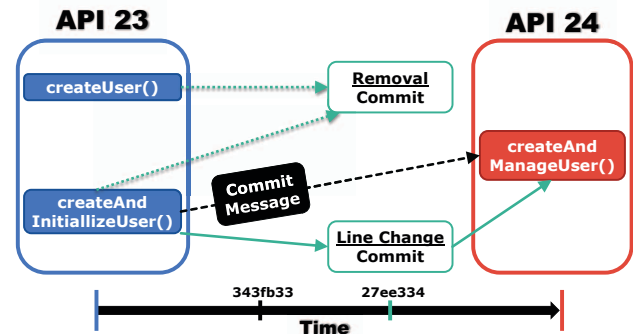 API 23
API 24
createUser()
Removal
Commit
createAnd
ManageUser()
Commit
Message
createAnd
InitiallizeUser()
Line Change
Commit
343fb33
27ee334
Time